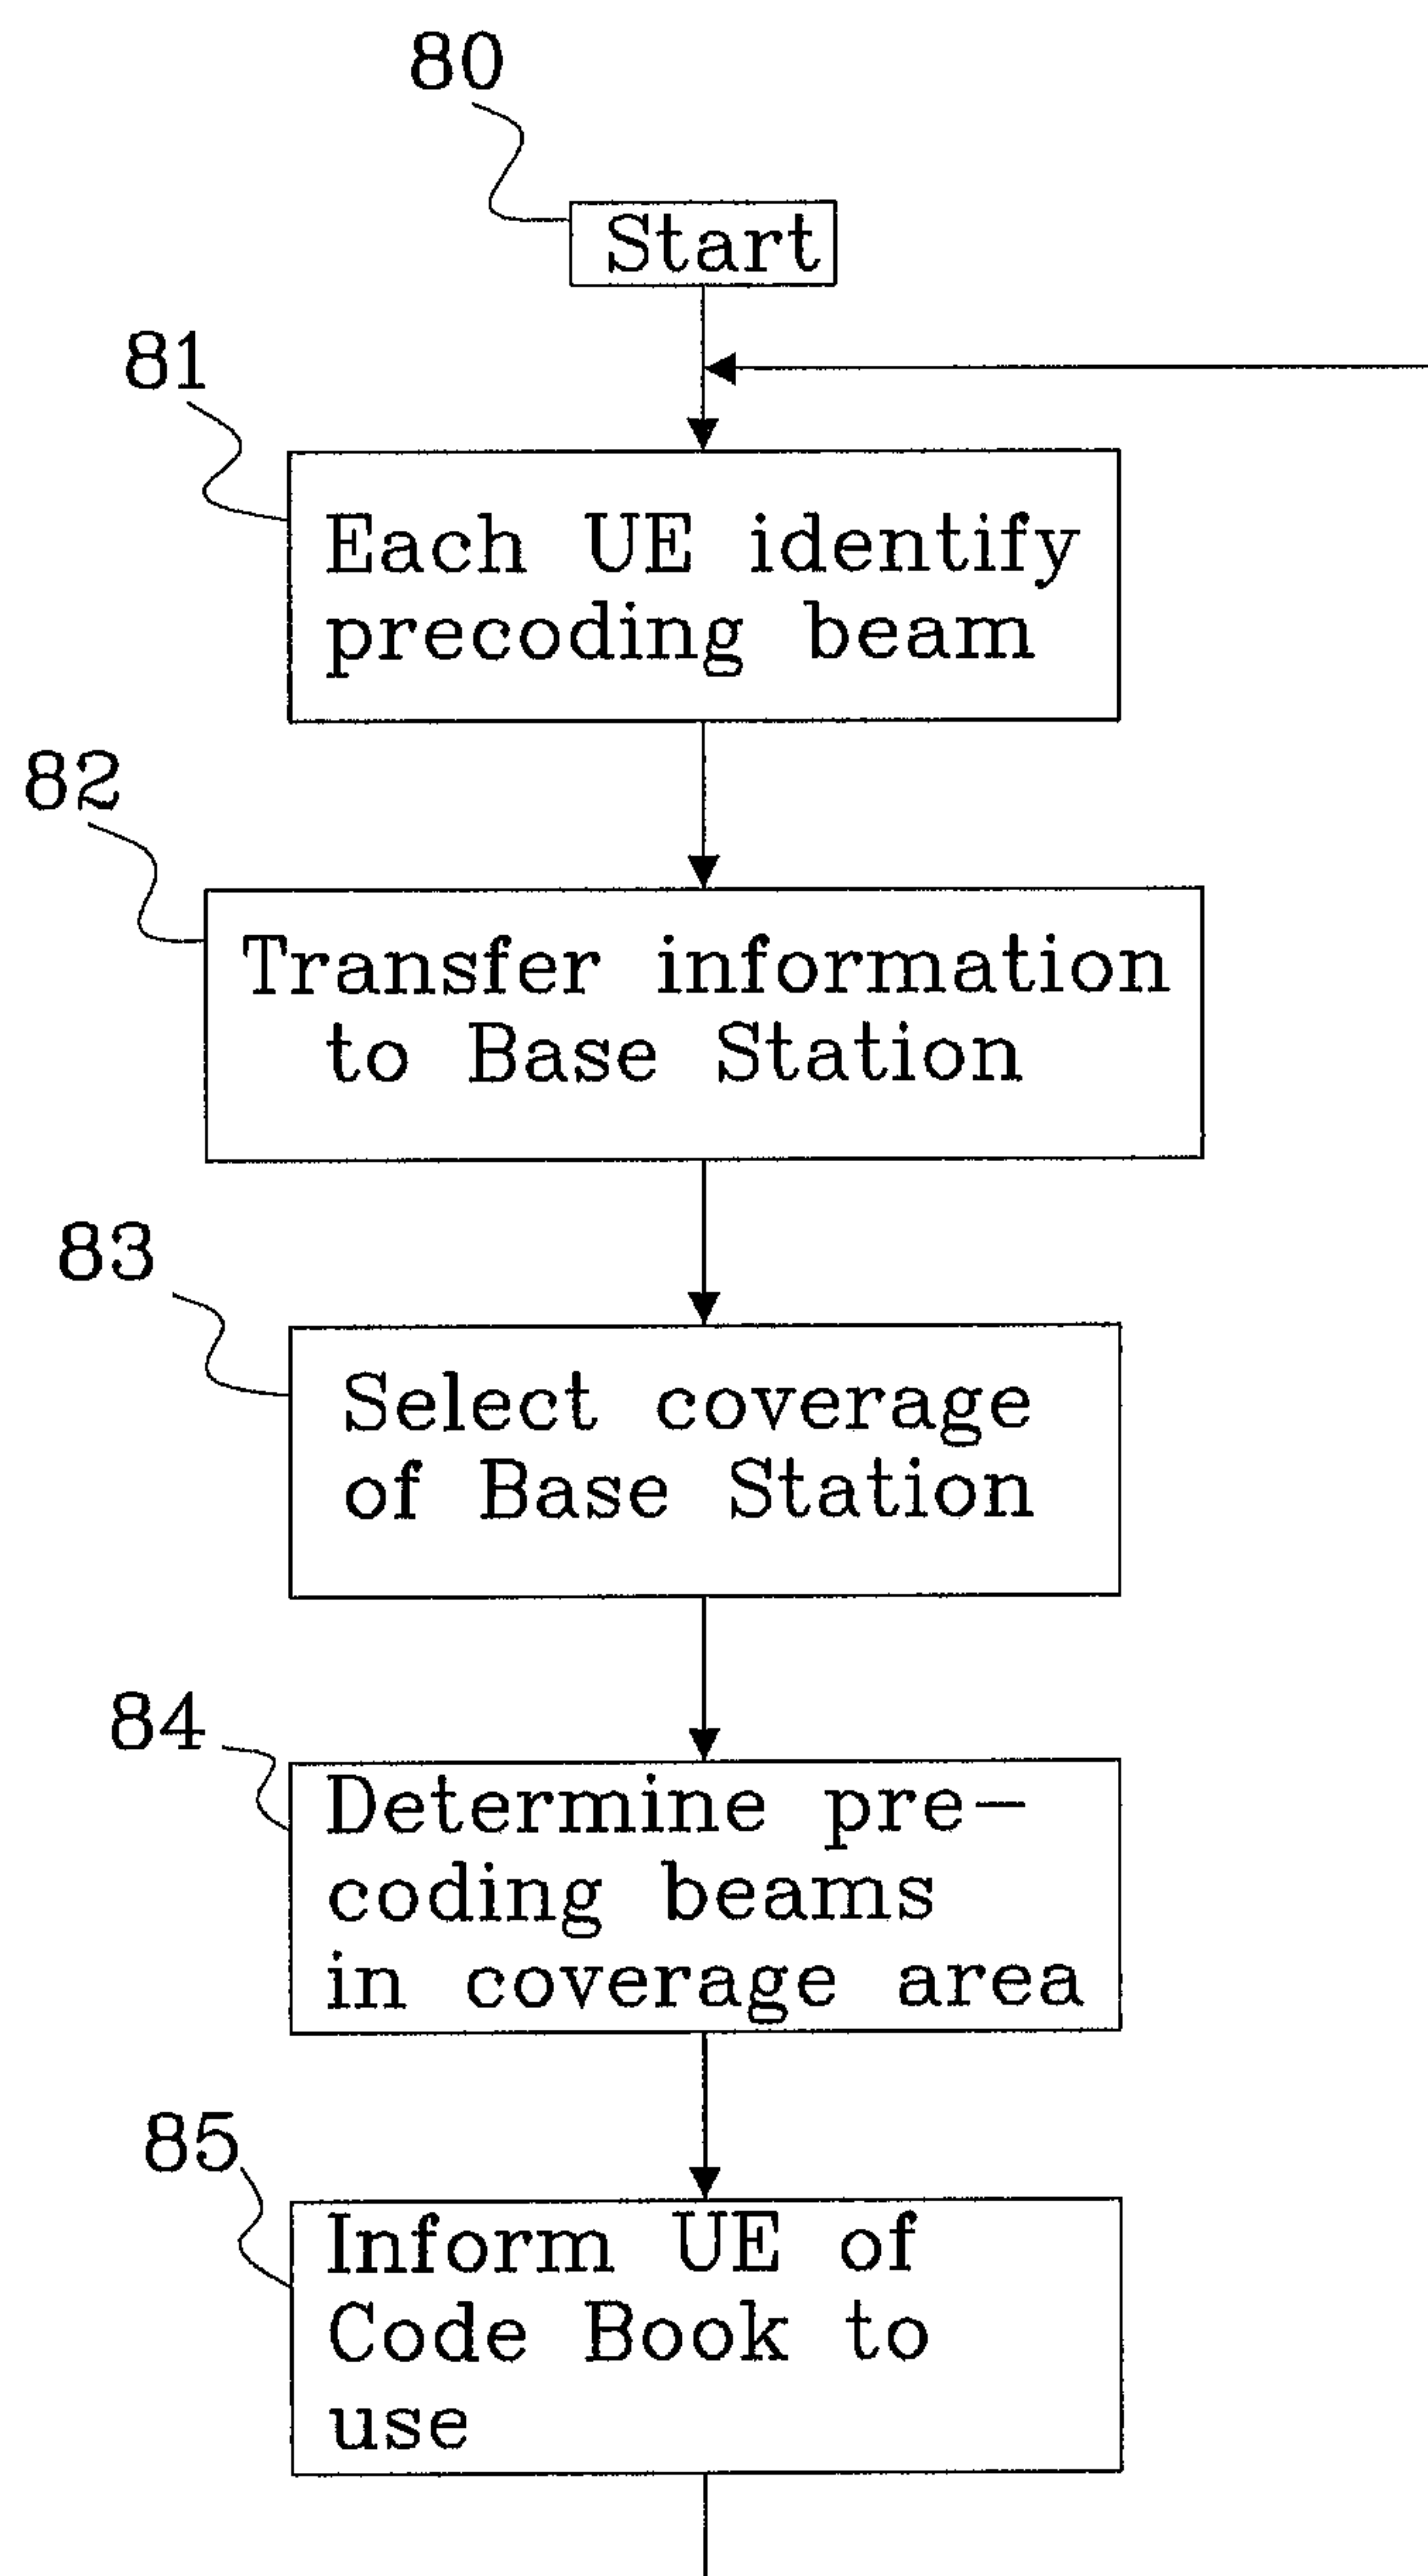 80
Start
81
Each UE identify
precoding beam
82
Transfer information
to Base Station
83
Select coverage
of Base Station
84
Determine pre-
coding beams
in coverage area
85
Inform UE of
Code Book to
use